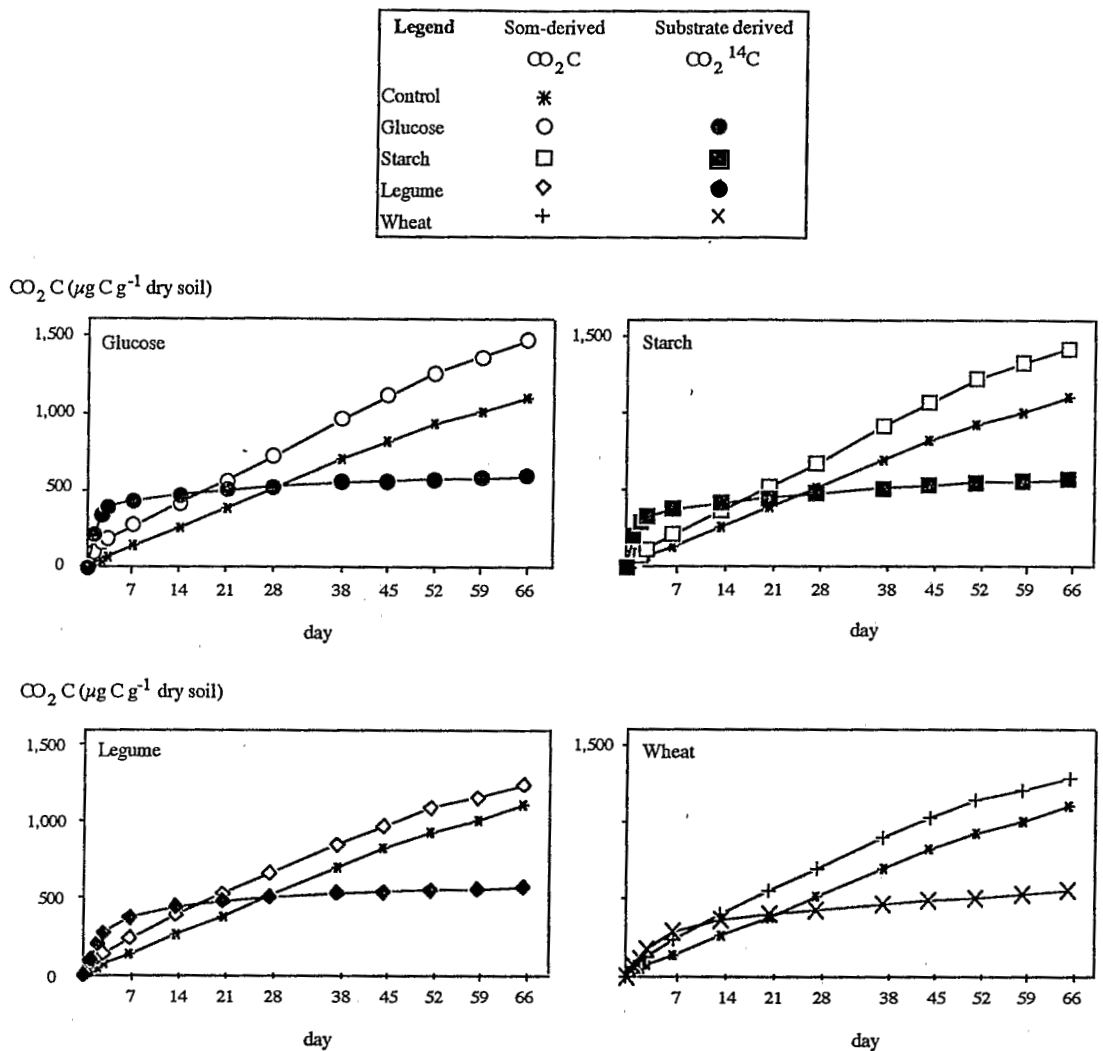 Legend Som-derived Substrate derived
CO2C CO2 14C
Control
Glucose
Starch
Legume
Wheat
CO2 C (µg C g-1 dry soil)
1,500
Glucose
1,000
500
0
7 14 21 28 38 45 52 59 66
day
1,500
Starch
7 14 21 28 38 45 52 59 66
day
CO2 C (µg C g-1 dry soil)
1,500
Legume
1,000
500
0
7 14 21 28 38 45 52 59 66
day
1,500
Wheat
7 14 21 28 38 45 52 59 66
day